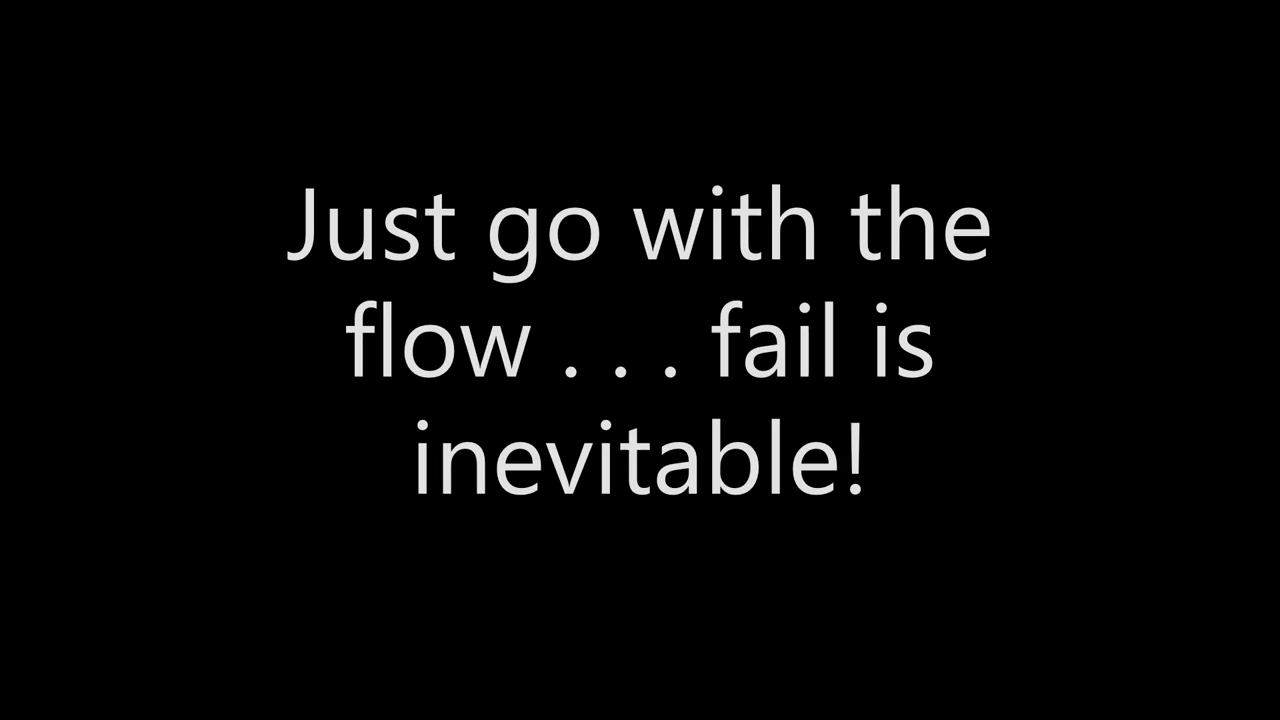 Just go with the
flow . . . fail is
inevitable!